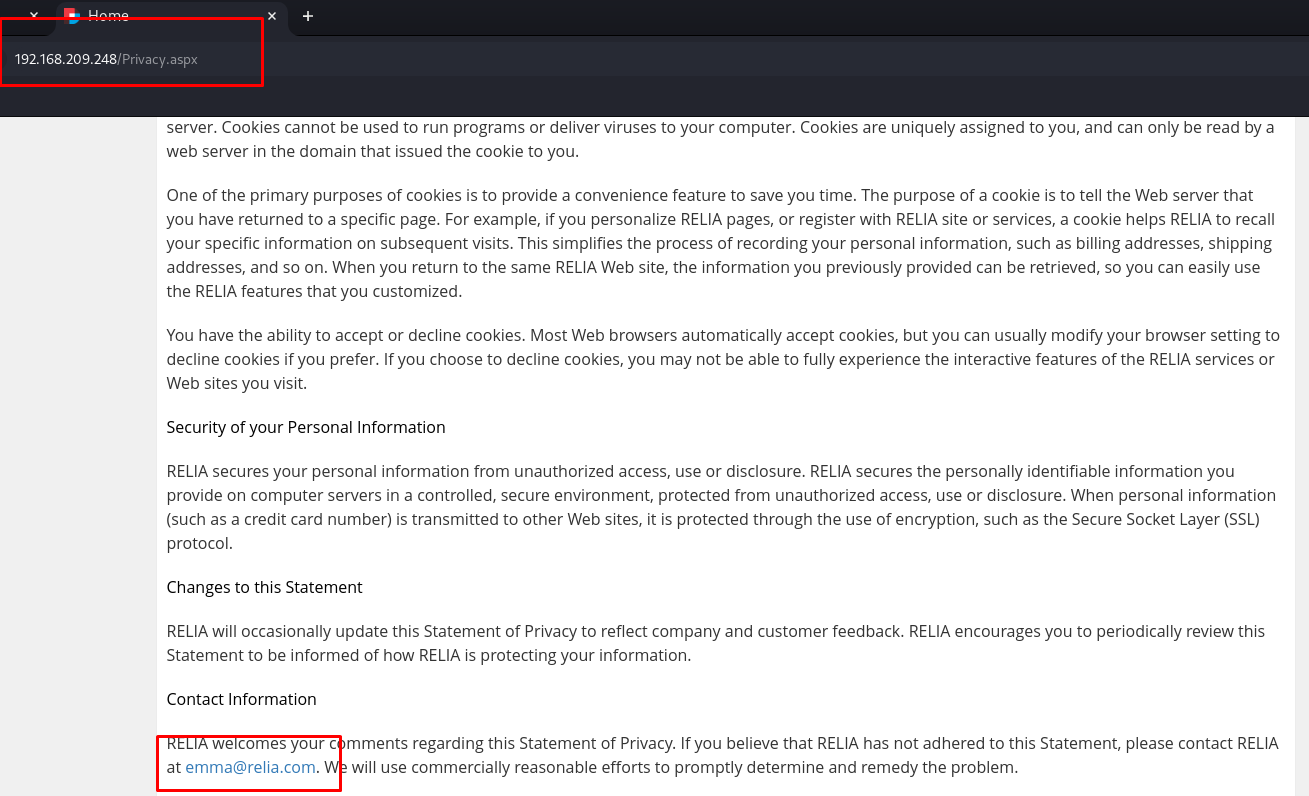 Home
192.168.209.248/Privacy.aspx
server. Cookies cannot be used to run programs or deliver viruses to your computer. Cookies are uniquely assigned to you, and can only be read by a
web server in the domain that issued the cookie to you.
One of the primary purposes of cookies is to provide a convenience feature to save you time. The purpose of a cookie is to tell the Web server that
you have returned to a specific page. For example, if you personalize RELIA pages, or register with RELIA site or services, a cookie helps RELIA to recall
your specific information on subsequent visits. This simplifies the process of recording your personal information, such as billing addresses, shipping
addresses, and so on. When you return to the same RELIA Web site, the information you previously provided can be retrieved, so you can easily use
the RELIA features that you customized.
You have the ability to accept or decline cookies. Most Web browsers automatically accept cookies, but you can usually modify your browser setting to
decline cookies if you prefer. If you choose to decline cookies, you may not be able to fully experience the interactive features of the RELIA services or
Web sites you visit.
Security of your Personal Information
RELIA secures your personal information from unauthorized access, use or disclosure. RELIA secures the personally identifiable information you
provide on computer servers in a controlled, secure environment, protected from unauthorized access, use or disclosure. When personal information
(such as a credit card number) is transmitted to other Web sites, it is protected through the use of encryption, such as the Secure Socket Layer (SSL)
protocol.
Changes to this Statement
RELIA will occasionally update this Statement of Privacy to reflect company and customer feedback. RELIA encourages you to periodically review this
Statement to be informed of how RELIA is protecting your information.
Contact Information
RELIA welcomes your comments regarding this Statement of Privacy. If you believe that RELIA has not adhered to this Statement, please contact RELIA
at emma@relia.com. We will use commercially reasonable efforts to promptly determine and remedy the problem.